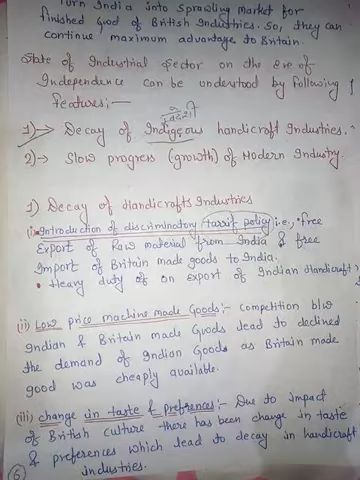 Turn India into sprawling market for
finished good of British Industries. So, they can
continue maximum advantage to Britain.
State of Industrial Sector on the eve of
Independence can be understood by following
features:—
1) Decay of Indigeous handicraft Industries.
2) Slow progress (growth) of Modern Industry.
1) Decay of Handicrafts Industries
(i) Introduction of discriminatory tarrif policy i.e., • free
Export of Raw material from India & free
Import of Britain made goods to India.
• Heavy duty of on export of Indian Handicraft
(ii) Low price machine made Goods:- competition b/w
Indian & Britain made Goods lead to declined
the demand of Indian Goods as Britain made
good was cheaply available.
(iii) change in taste & prefrences:- Due to impact
of British culture there has been change in taste
& preferences which lead to decay in handicraft
industries.
6